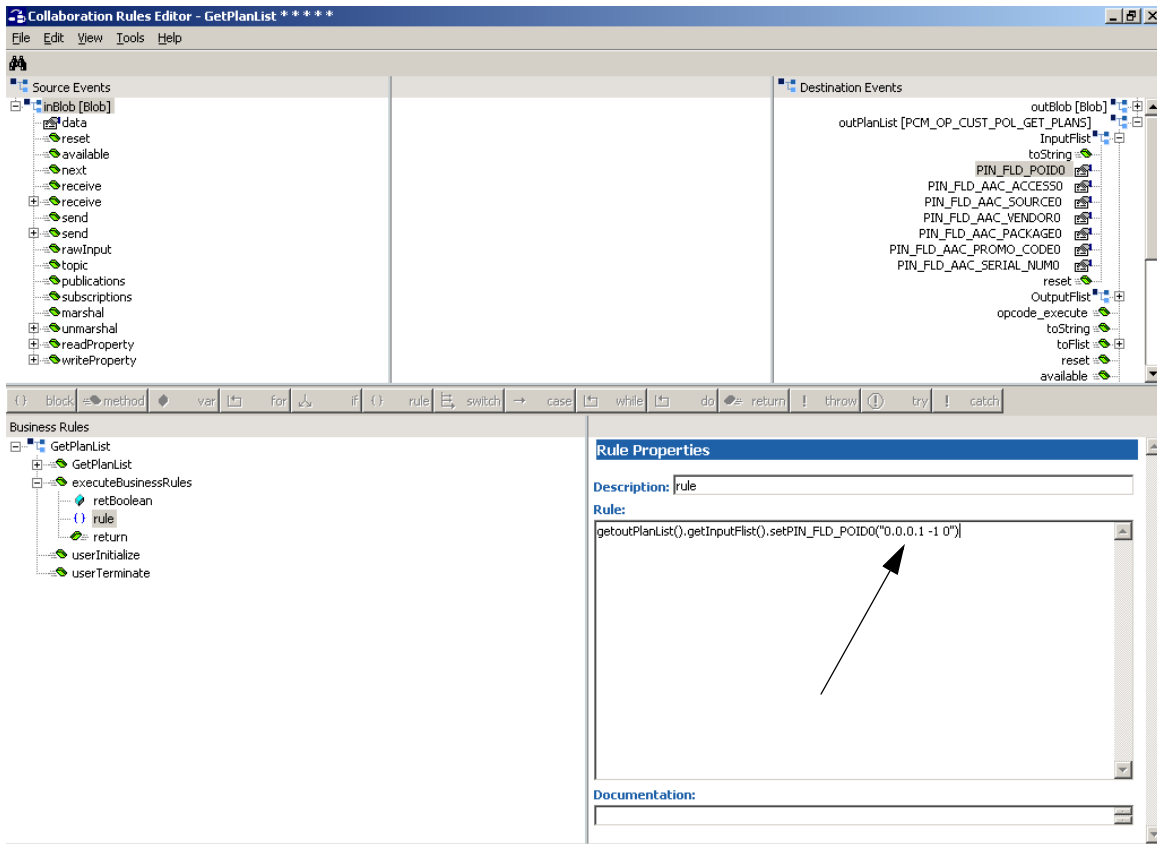 Collaboration Rules Editor - GetPlanList * * * * *
File Edit View Tools Help
Source Events
inBlob [Blob]
data
reset
available
next
receive
receive
send
send
rawInput
topic
publications
subscriptions
marshal
unmarshal
readProperty
writeProperty
Destination Events
outBlob [Blob]
outPlanList [PCM_OP_CUST_POL_GET_PLANS]
InputFlist
toString
PIN_FLD_POID0
PIN_FLD_AAC_ACCESS0
PIN_FLD_AAC_SOURCE0
PIN_FLD_AAC_VENDOR0
PIN_FLD_AAC_PACKAGE0
PIN_FLD_AAC_PROMO_CODE0
PIN_FLD_AAC_SERIAL_NUM0
reset
OutputFlist
opcode_execute
toString
toFlist
reset
available
{} block method var for if {} rule switch case while do return ! throw try ! catch
Business Rules
GetPlanList
GetPlanList
executeBusinessRules
retBoolean
{} rule
return
userInitialize
userTerminate
Rule Properties
Description: rule
Rule:
getoutPlanList().getInputFlist().setPIN_FLD_POID0("0.0.0.1 -1 0")
Documentation: